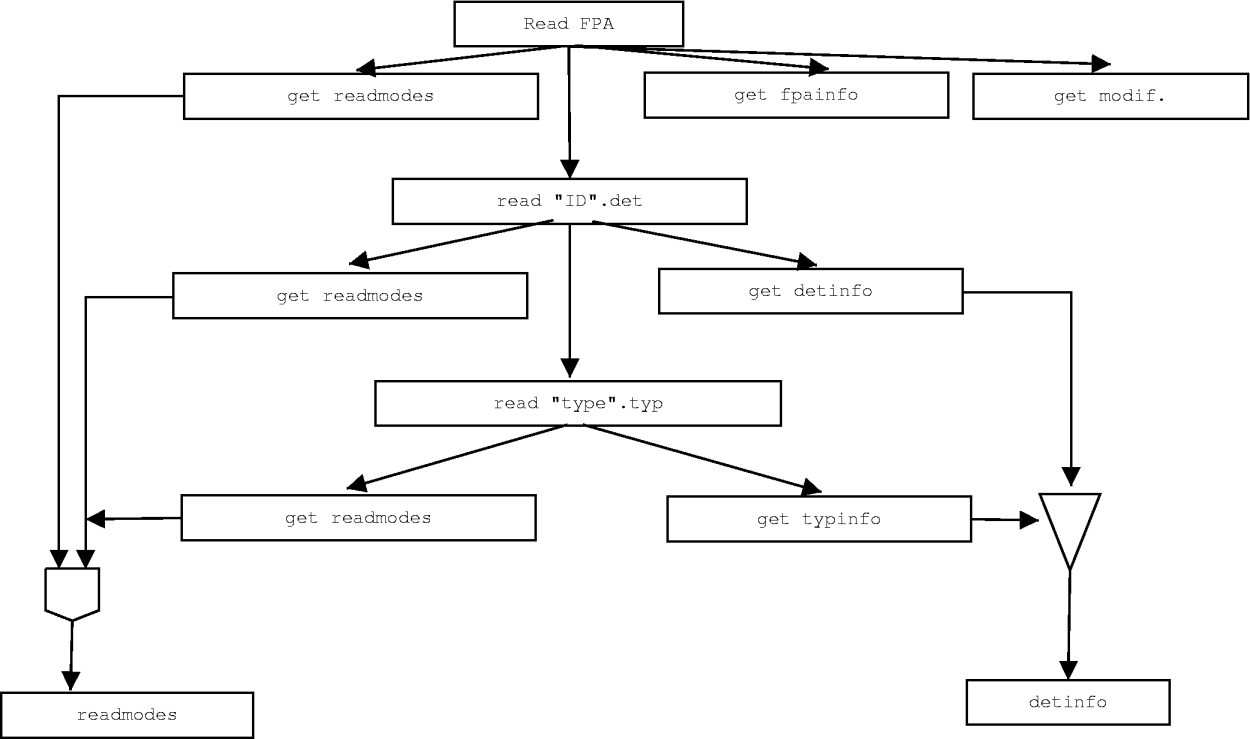 Read FPA
get readmodes
get fpainfo
get modif.
read "ID".det
get readmodes
get detinfo
read "type".typ
get readmodes
get typinfo
readmodes
detinfo